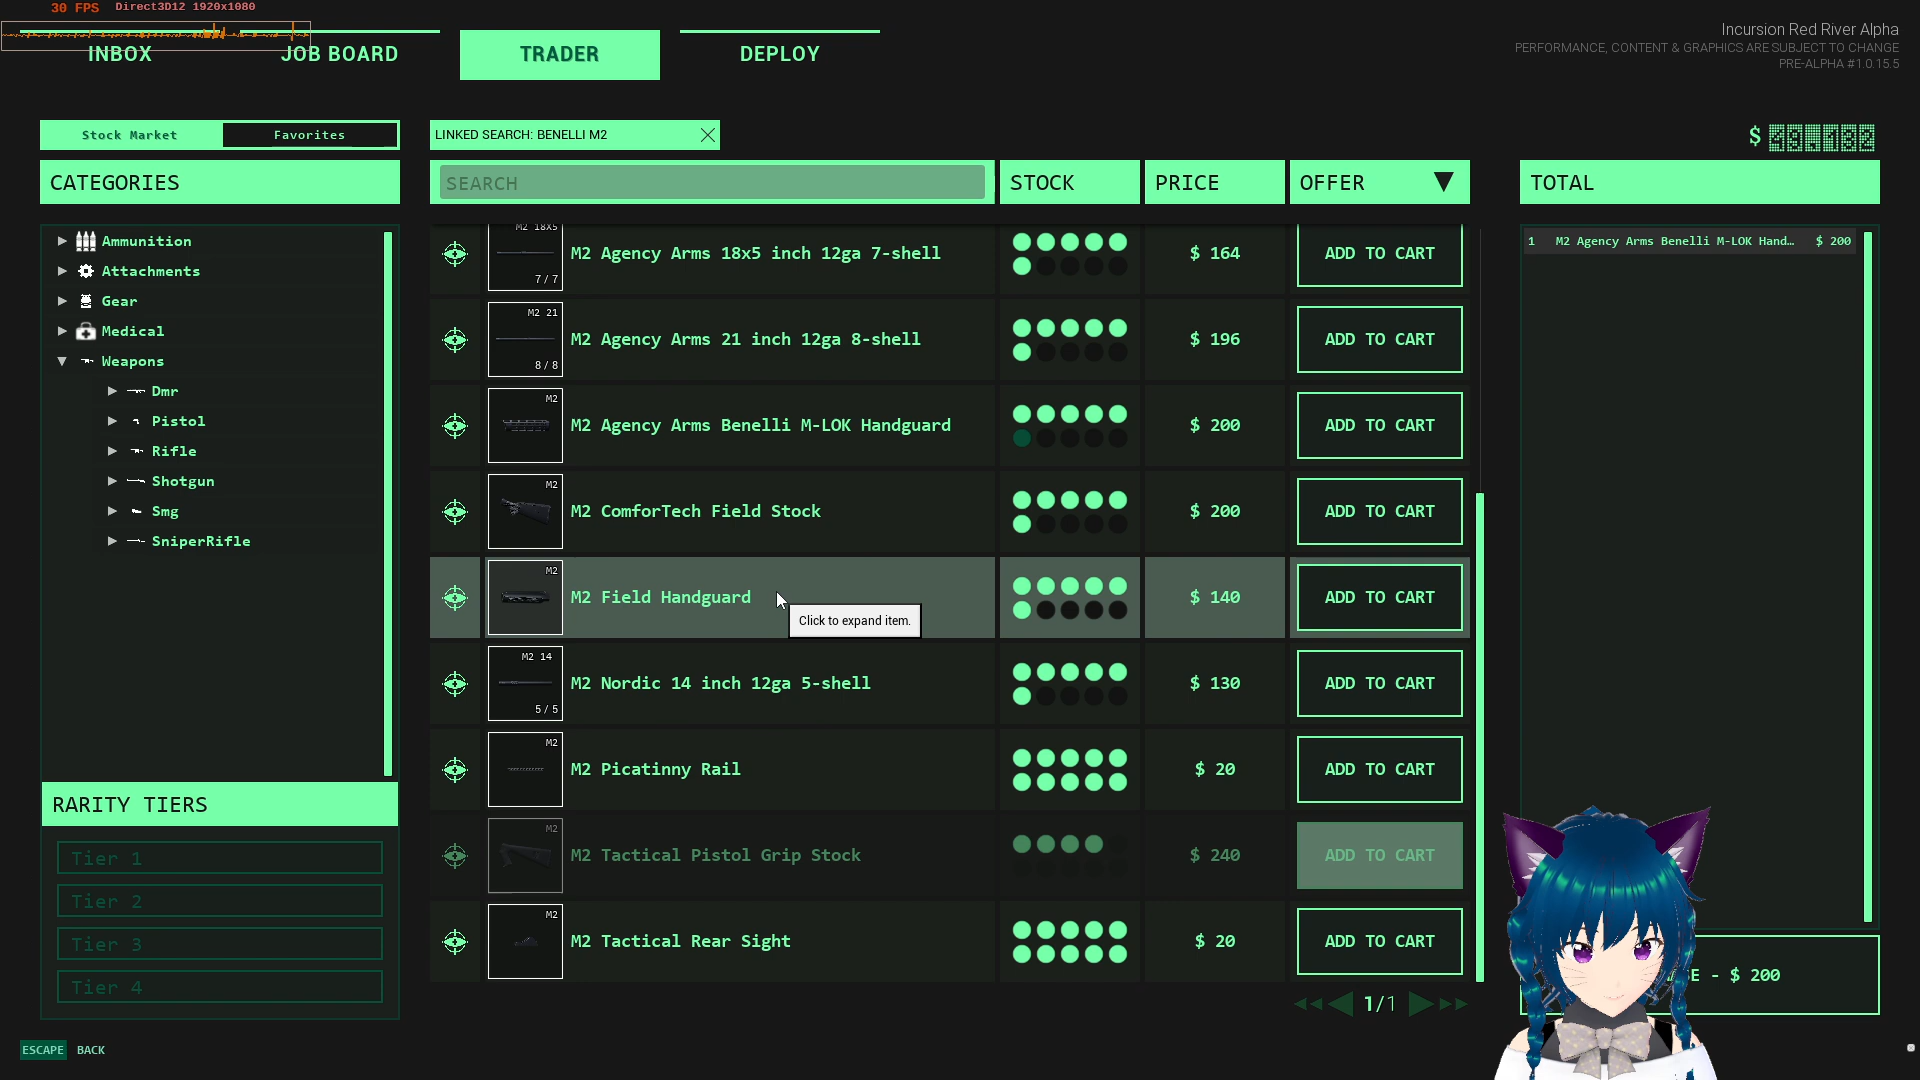 30 FPS
Direct3D12 1920x1080
INBOX
JOB BOARD
TRADER
DEPLOY
Incursion Red River Alpha
PERFORMANCE, CONTENT & GRAPHICS ARE SUBJECT TO CHANGE
PRE-ALPHA #1.0.15.5
Stock Market
Favorites
LINKED SEARCH: BENELLI M2
$
CATEGORIES
SEARCH
STOCK
PRICE
OFFER
TOTAL
Ammunition
Attachments
Gear
Medical
Weapons
Dmr
Pistol
Rifle
Shotgun
Smg
SniperRifle
RARITY TIERS
Tier 1
Tier 2
Tier 3
Tier 4
M2 18X5
7/7
M2 Agency Arms 18x5 inch 12ga 7-shell
$ 164
ADD TO CART
M2 21
8/8
M2 Agency Arms 21 inch 12ga 8-shell
$ 196
ADD TO CART
M2
M2 Agency Arms Benelli M-LOK Handguard
$ 200
ADD TO CART
M2
M2 ComforTech Field Stock
$ 200
ADD TO CART
M2
M2 Field Handguard
$ 140
ADD TO CART
Click to expand item.
M2 14
5/5
M2 Nordic 14 inch 12ga 5-shell
$ 130
ADD TO CART
M2
M2 Picatinny Rail
$ 20
ADD TO CART
M2
M2 Tactical Pistol Grip Stock
$ 240
ADD TO CART
M2
M2 Tactical Rear Sight
$ 20
ADD TO CART
1/1
1 M2 Agency Arms Benelli M-LOK Hand… $ 200
E - $ 200
ESCAPE BACK